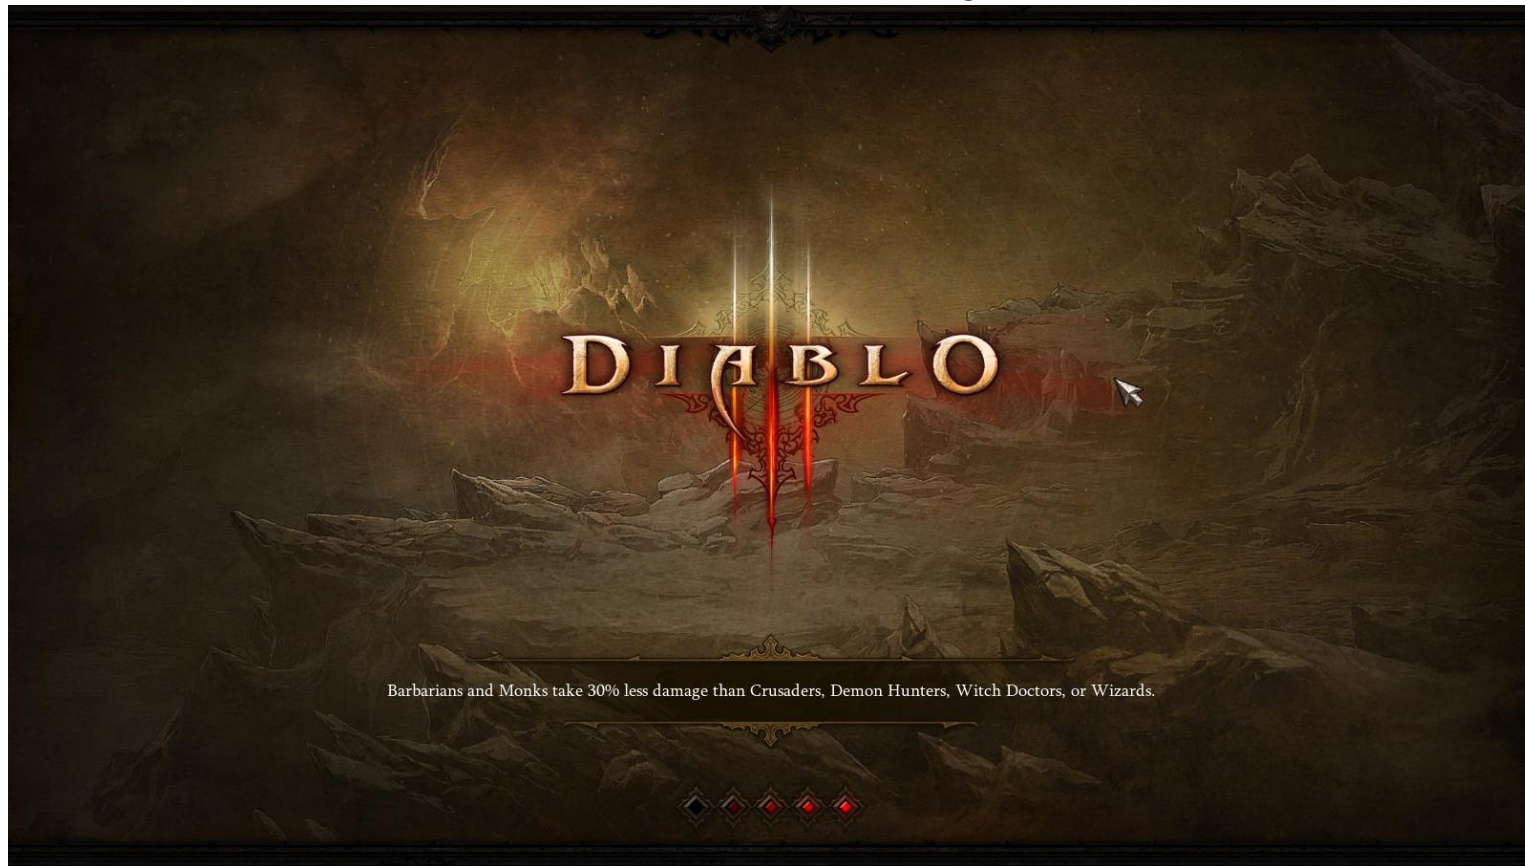 DIABLO
Barbarians and Monks take 30% less damage than Crusaders, Demon Hunters, Witch Doctors, or Wizards.